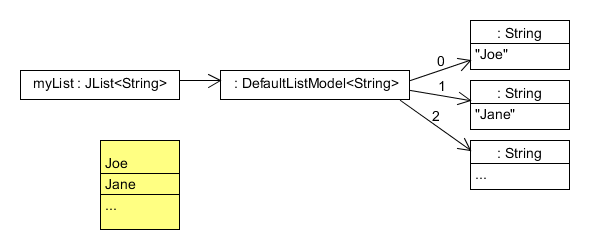 : String
0
"Joe"
myList : JList<String>
: DefaultListModel<String>
1
: String
"Jane"
2
: String
...
Joe
Jane
...